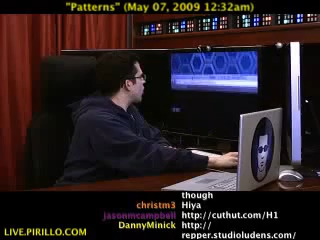 "Patterns" (May 07, 2009 12:32am)
though
christm3 Hiya
jasonmcampbell http://cuthut.com/H1
DannyMinick http://
LIVE.PIRILLO.COM repper.studioludens.com/